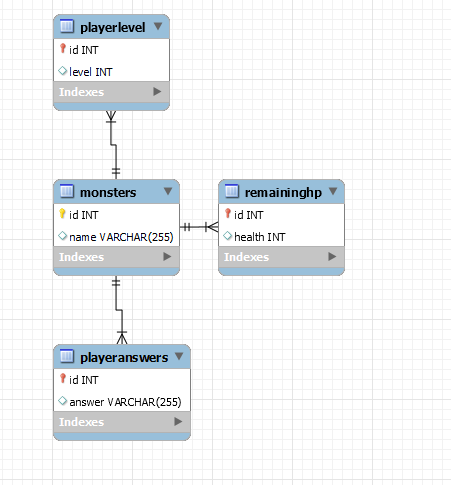 playerlevel
id INT
level INT
Indexes
monsters
id INT
name VARCHAR(255)
Indexes
remaininghp
id INT
health INT
Indexes
playeranswers
id INT
answer VARCHAR(255)
Indexes